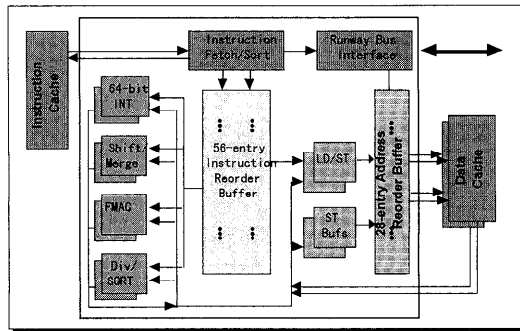 Instruction
Fetch/Sort
Runway Bus
Interface
Instruction
Cache
64-bit
INT
Shift/
Merge
FMAC
Div/
SQRT
56-entry
Instruction
Reorder
Buffer
LD/ST
ST
Bufs
28-entry Address
Reorder Buffer
Data
Cache